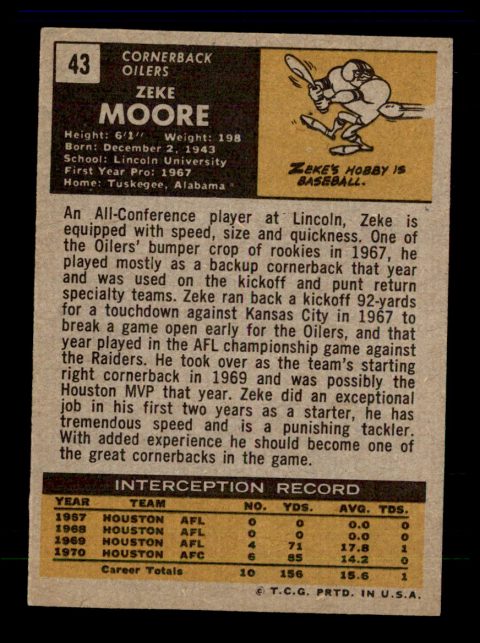 43
CORNERBACK
OILERS
ZEKE
MOORE
Height: 6'1" Weight: 198
Born: December 2, 1943
School: Lincoln University
First Year Pro: 1967
Home: Tuskegee, Alabama
ZEKE'S HOBBY IS
BASEBALL.
An All-Conference player at Lincoln, Zeke is
equipped with speed, size and quickness. One of
the Oilers' bumper crop of rookies in 1967, he
played mostly as a backup cornerback that year
and was used on the kickoff and punt return
specialty teams. Zeke ran back a kickoff 92-yards
for a touchdown against Kansas City in 1967 to
break a game open early for the Oilers, and that
year played in the AFL championship game against
the Raiders. He took over as the team's starting
right cornerback in 1969 and was possibly the
Houston MVP that year. Zeke did an exceptional
job in his first two years as a starter, he has
tremendous speed and is a punishing tackler.
With added experience he should become one of
the great cornerbacks in the game.
INTERCEPTION RECORD
YEAR TEAM NO. YDS. AVG. TDS.
1967 HOUSTON AFL 0 0 0.0 0
1968 HOUSTON AFL 0 0 0.0 0
1969 HOUSTON AFL 4 71 17.8 1
1970 HOUSTON AFC 6 85 14.2 0
Career Totals 10 156 15.6 1
© T.C.G. PRTD. IN U.S.A.